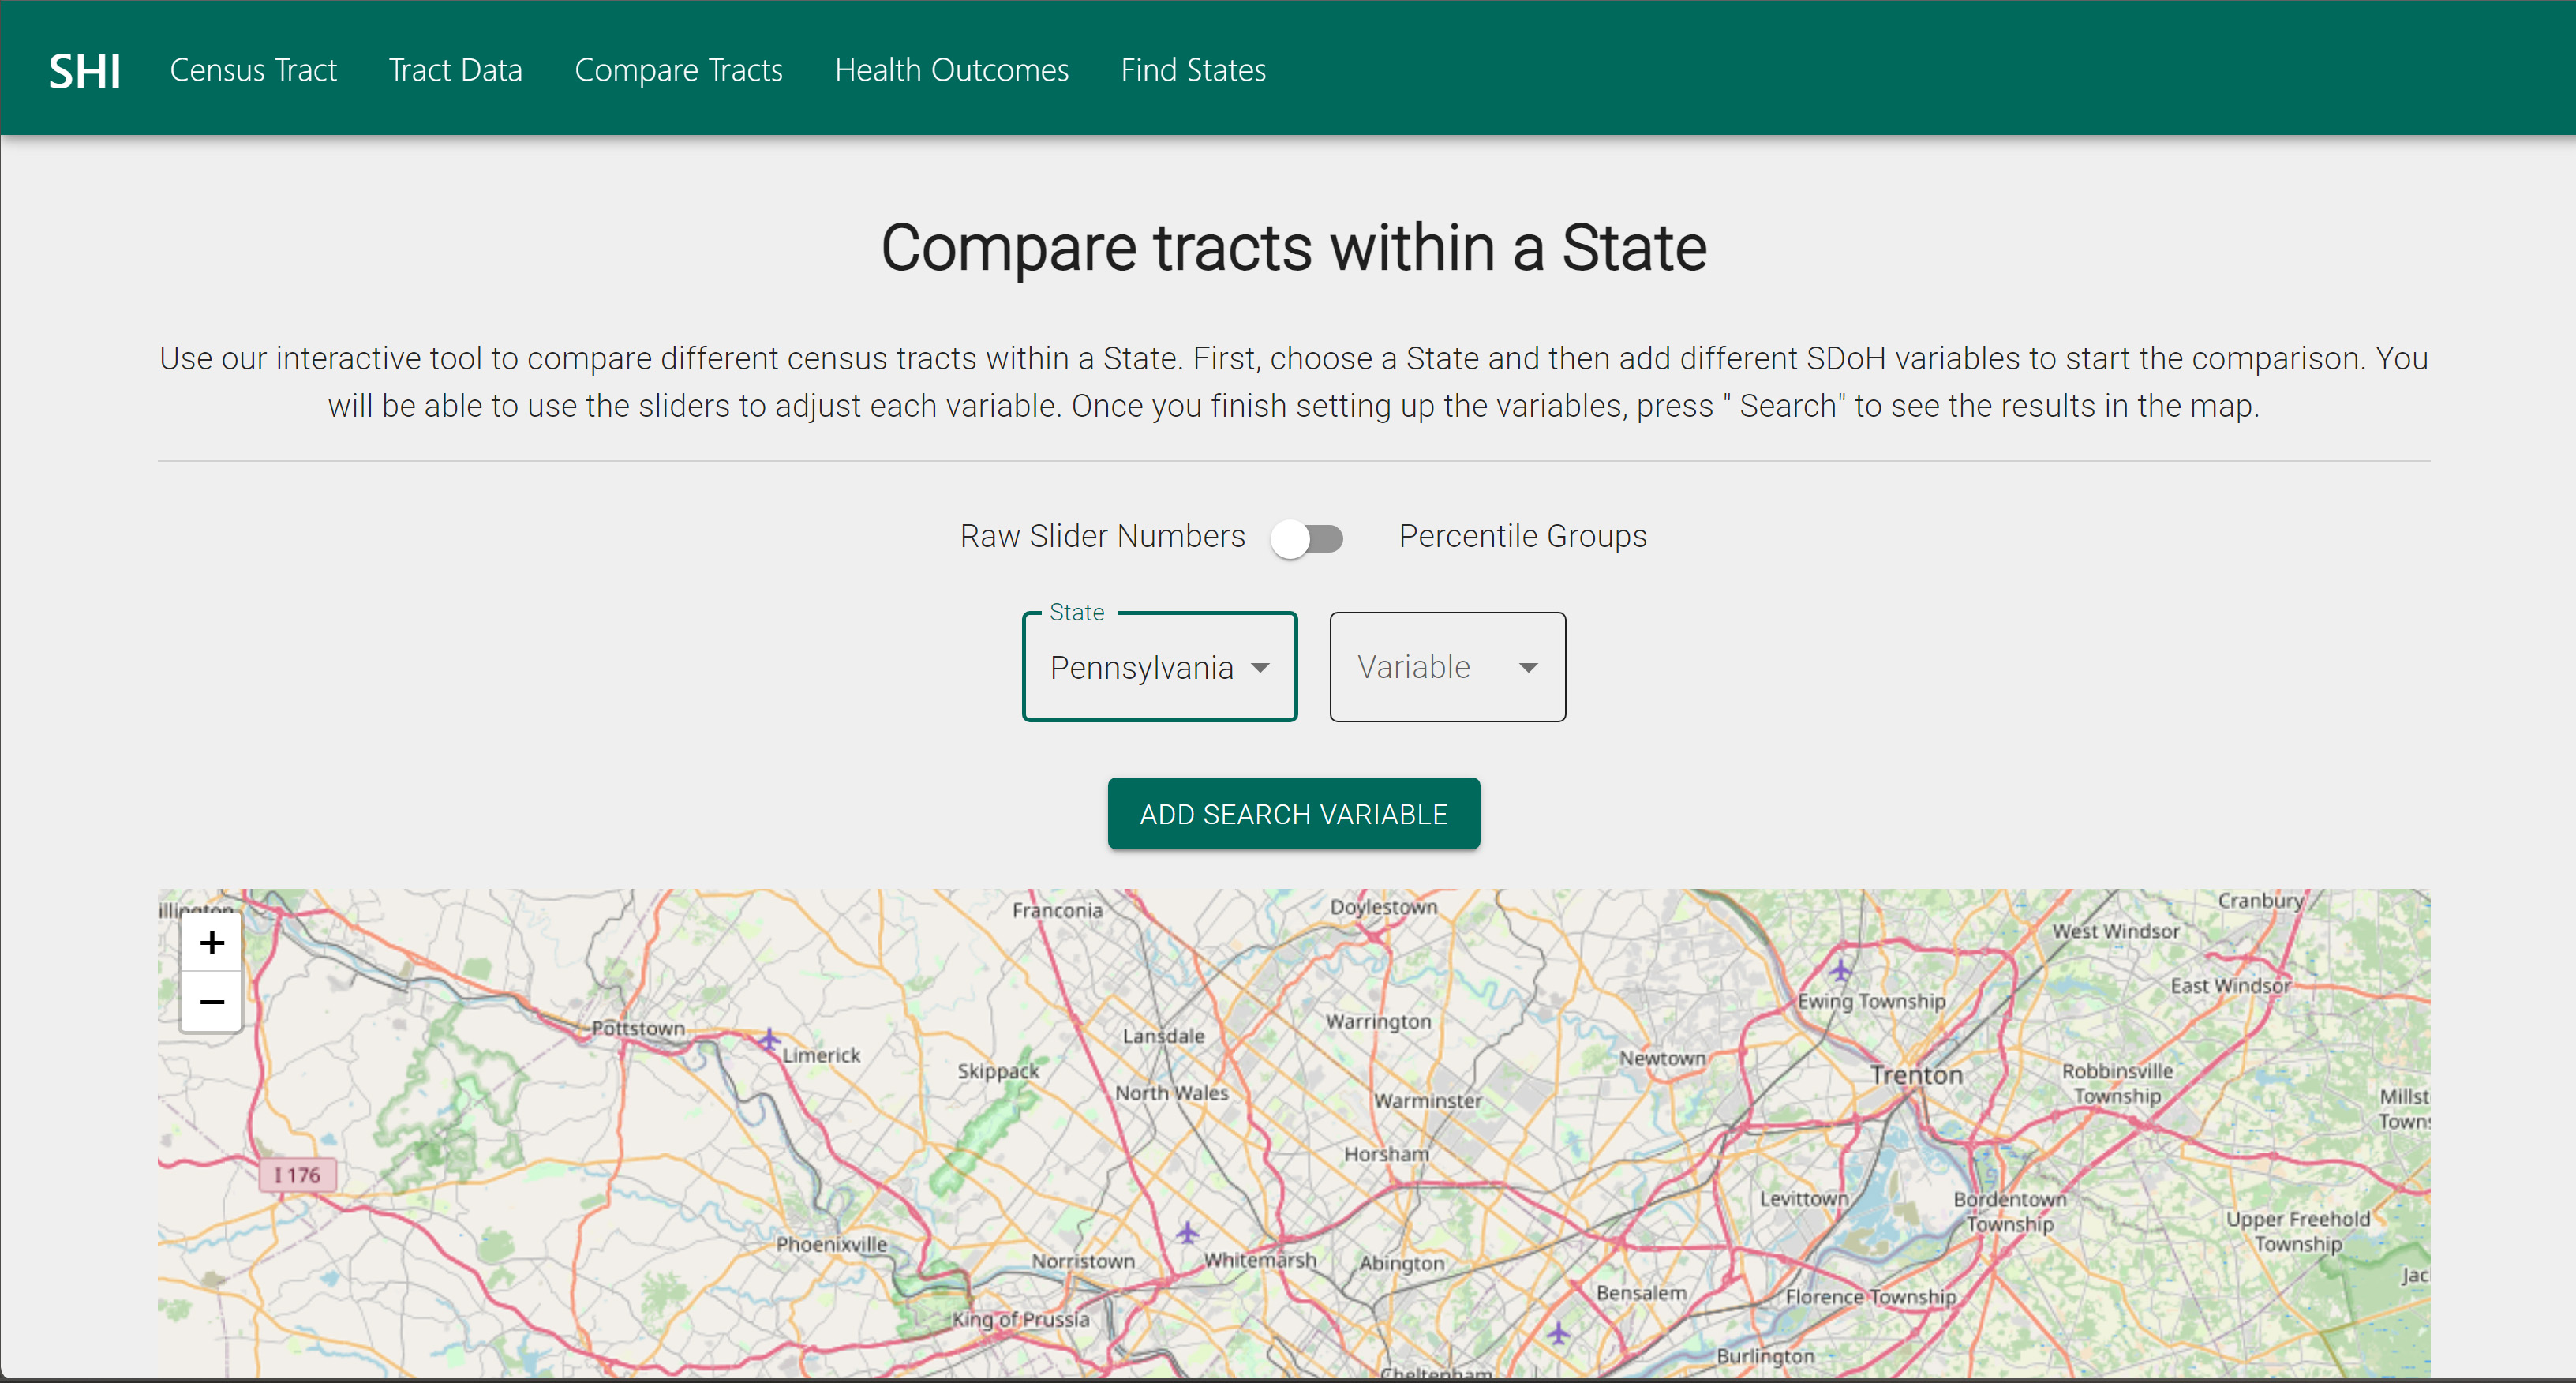 SHI Census Tract Tract Data Compare Tracts Health Outcomes Find States
Compare tracts within a State
Use our interactive tool to compare different census tracts within a State. First, choose a State and then add different SDoH variables to start the comparison. You
will be able to use the sliders to adjust each variable. Once you finish setting up the variables, press " Search" to see the results in the map.
Raw Slider Numbers Percentile Groups
State
Pennsylvania Variable
ADD SEARCH VARIABLE
Franconia
Doylestown
Cranbury
West Windsor
+
East Windsor
Ewing Township
−
Pottstown
Limerick
Lansdale
Warrington
Newtown
Skippack
Trenton
Robbinsville
Township
North Wales
Warminster
Horsham
I 176
Levittown
Bordentown
Township
Upper Freehold
Township
Phoenixville
Norristown
Whitemarsh
Abington
Bensalem
Florence Township
King of Prussia
Burlington
Cheltenham